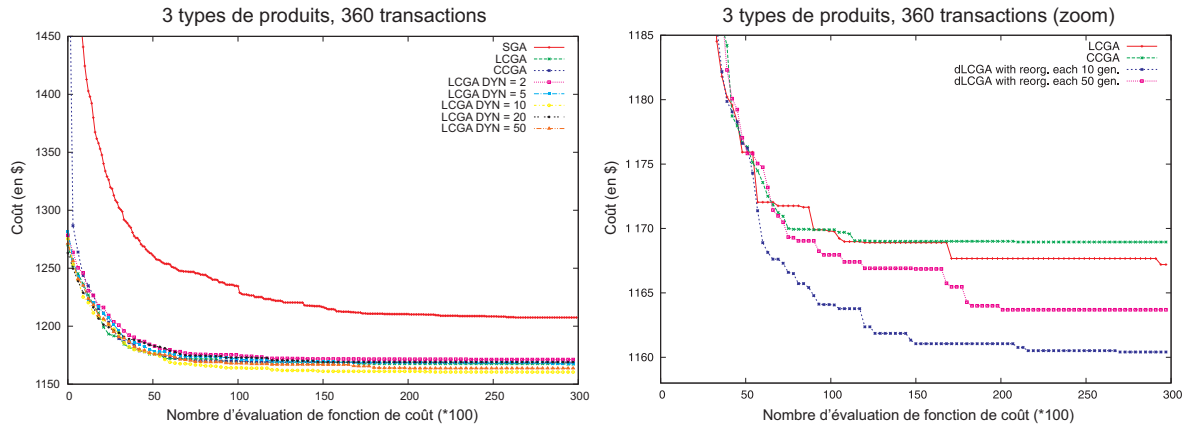 3 types de produits, 360 transactions
Coût (en $)
1450
1400
1350
1300
1250
1200
1150
0
50
100
150
200
250
300
Nombre d'évaluation de fonction de coût (*100)
SGA
LCGA
CCGA
LCGA DYN = 2
LCGA DYN = 5
LCGA DYN = 10
LCGA DYN = 20
LCGA DYN = 50
3 types de produits, 360 transactions (zoom)
Coût (en $)
1185
1180
1175
1170
1165
1160
0
50
100
150
200
250
300
Nombre d'évaluation de fonction de coût (*100)
LCGA
CCGA
dLCGA with reorg. each 10 gen.
dLCGA with reorg. each 50 gen.